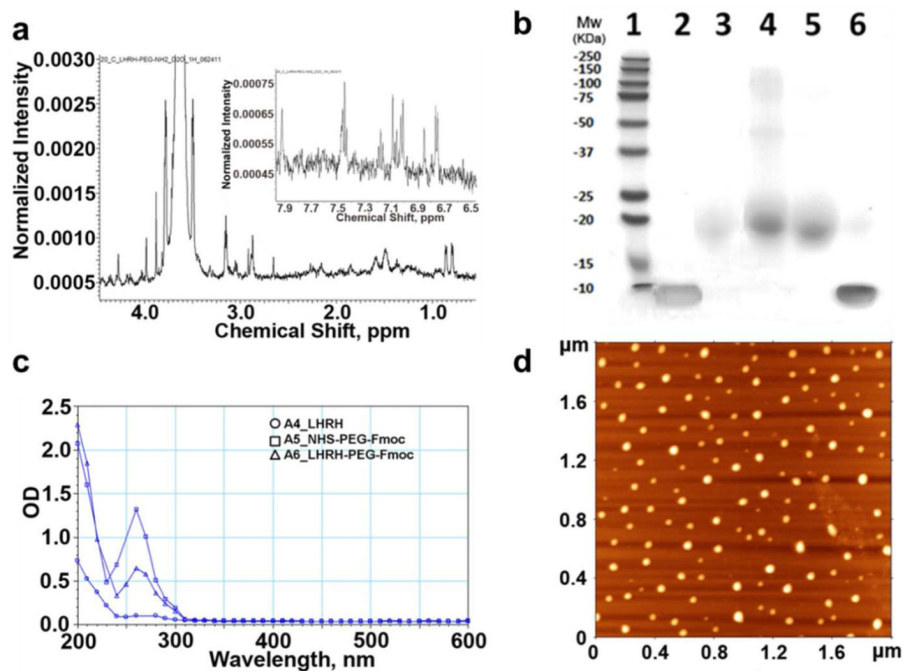 a
20_C_LHRH-PEG-NH2_D2O_1H_062411
0.0030
0.0025
0.0020
0.0015
0.0010
0.0005
Normalized Intensity
4.0 3.0 2.0 1.0
Chemical Shift, ppm
0.00075
0.00065
0.00055
0.00045
Normalized Intensity
7.9 7.7 7.5 7.3 7.1 6.9 6.7 6.5
Chemical Shift, ppm
b
Mw
(KDa)
1 2 3 4 5 6
-250
-150
-100
-75
-50
-37
-25
-20
-15
-10
c
2.5
2.0
1.5
1.0
0.5
0.0
OD
A4_LHRH
A5_NHS-PEG-Fmoc
A6_LHRH-PEG-Fmoc
200 300 400 500 600
Wavelength, nm
d
µm
1.6
1.2
0.8
0.4
0
0 0.4 0.8 1.2 1.6 µm